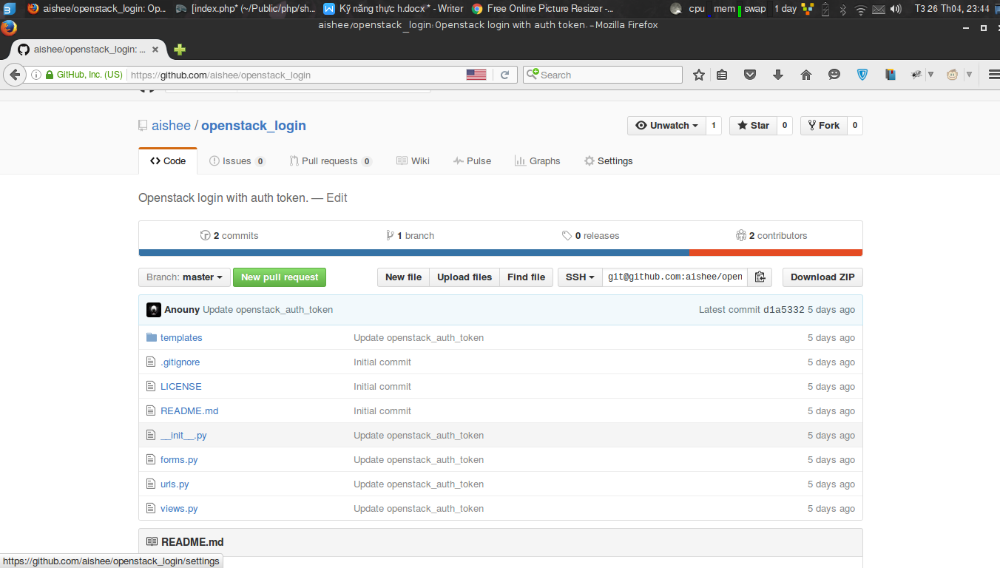 aishee/openstack_login: Op... [index.php* (~/Public/php/sh... Kỹ năng thực h.docx * - Writer Free Online Picture Resizer -... cpu mem swap 1 day T3 26 Th04, 23:44
aishee/openstack_login: Openstack login with auth token. - Mozilla Firefox
aishee/openstack_login: ...
GitHub, Inc. (US) https://github.com/aishee/openstack_login Search
aishee / openstack_login Unwatch 1 Star 0 Fork 0
Code Issues 0 Pull requests 0 Wiki Pulse Graphs Settings
Openstack login with auth token. — Edit
2 commits 1 branch 0 releases 2 contributors
Branch: master New pull request New file Upload files Find file SSH git@github.com:aishee/open Download ZIP
Anouny Update openstack_auth_token Latest commit d1a5332 5 days ago
templates Update openstack_auth_token 5 days ago
.gitignore Initial commit 5 days ago
LICENSE Initial commit 5 days ago
README.md Initial commit 5 days ago
__init__.py Update openstack_auth_token 5 days ago
forms.py Update openstack_auth_token 5 days ago
urls.py Update openstack_auth_token 5 days ago
views.py Update openstack_auth_token 5 days ago
README.md
https://github.com/aishee/openstack_login/settings